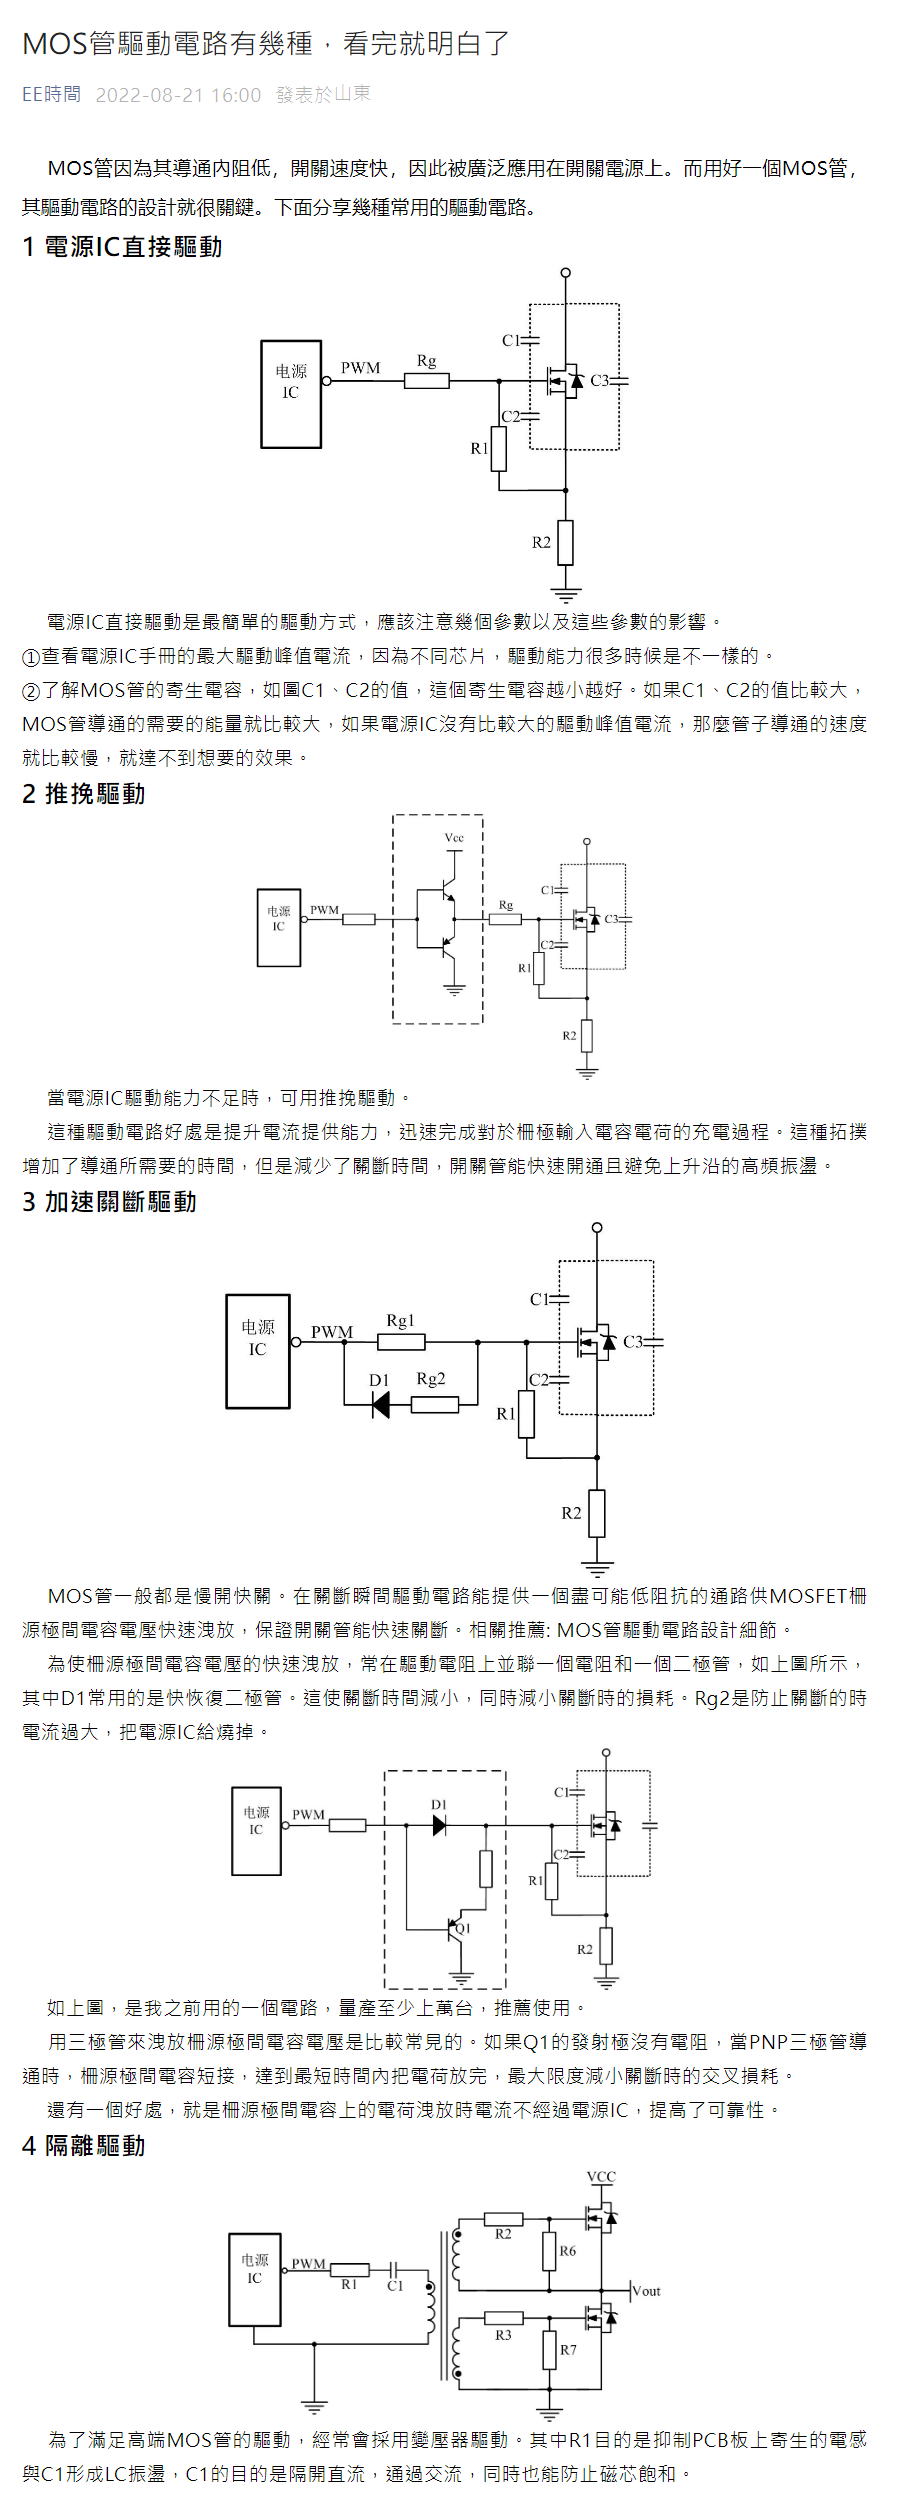 MOS管驅動電路有幾種，看完就明白了
EE時間 2022-08-21 16:00 發表於山東
MOS管因為其導通內阻低，開關速度快，因此被廣泛應用在開關電源上。而用好一個MOS管，
其驅動電路的設計就很關鍵。下面分享幾種常用的驅動電路。
1 電源IC直接驅動
电源
IC
PWM
Rg
C1
C2
C3
R1
R2
電源IC直接驅動是最簡單的驅動方式，應該注意幾個參數以及這些參數的影響。
①查看電源IC手冊的最大驅動峰值電流，因為不同芯片，驅動能力很多時候是不一樣的。
②了解MOS管的寄生電容，如圖C1、C2的值，這個寄生電容越小越好。如果C1、C2的值比較大，
MOS管導通的需要的能量就比較大，如果電源IC沒有比較大的驅動峰值電流，那麼管子導通的速度
就比較慢，就達不到想要的效果。
2 推挽驅動
电源
IC
PWM
Vcc
Rg
C1
C2
C3
R1
R2
當電源IC驅動能力不足時，可用推挽驅動。
這種驅動電路好處是提升電流提供能力，迅速完成對於柵極輸入電容電荷的充電過程。這種拓撲
增加了導通所需要的時間，但是減少了關斷時間，開關管能快速開通且避免上升沿的高頻振盪。
3 加速關斷驅動
电源
IC
PWM
Rg1
D1
Rg2
C1
C2
C3
R1
R2
MOS管一般都是慢開快關。在關斷瞬間驅動電路能提供一個盡可能低阻抗的通路供MOSFET柵
源極間電容電壓快速洩放，保證開關管能快速關斷。相關推薦: MOS管驅動電路設計細節。
為使柵源極間電容電壓的快速洩放，常在驅動電阻上並聯一個電阻和一個二極管，如上圖所示，
其中D1常用的是快恢復二極管。這使關斷時間減小，同時減小關斷時的損耗。Rg2是防止關斷的時
電流過大，把電源IC給燒掉。
电源
IC
PWM
D1
Q1
C1
C2
R1
R2
如上圖，是我之前用的一個電路，量產至少上萬台，推薦使用。
用三極管來洩放柵源極間電容電壓是比較常見的。如果Q1的發射極沒有電阻，當PNP三極管導
通時，柵源極間電容短接，達到最短時間內把電荷放完，最大限度減小關斷時的交叉損耗。
還有一個好處，就是柵源極間電容上的電荷洩放時電流不經過電源IC，提高了可靠性。
4 隔離驅動
电源
IC
PWM
R1
C1
VCC
R2
R6
Vout
R3
R7
為了滿足高端MOS管的驅動，經常會採用變壓器驅動。其中R1目的是抑制PCB板上寄生的電感
與C1形成LC振盪，C1的目的是隔開直流，通過交流，同時也能防止磁芯飽和。